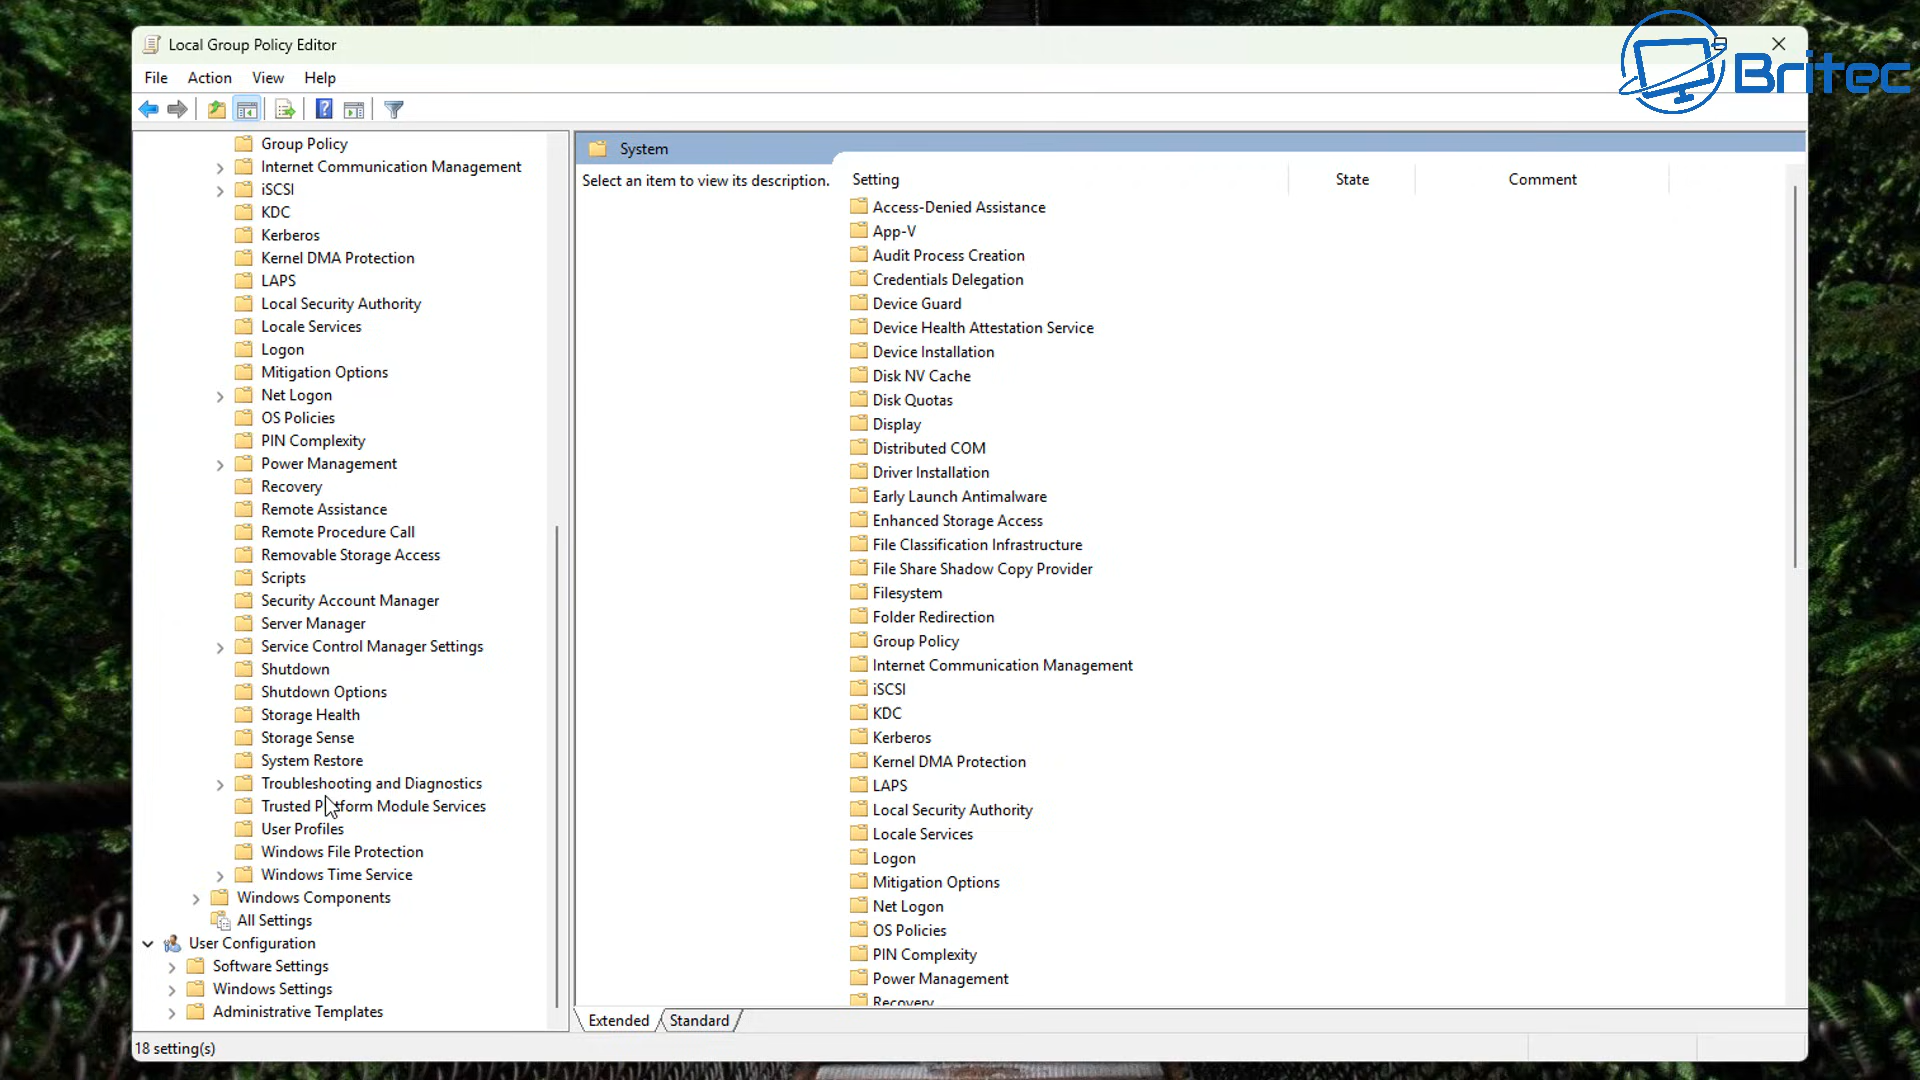 Local Group Policy Editor
Britec
File Action View Help
Group Policy
Internet Communication Management
iSCSI
KDC
Kerberos
Kernel DMA Protection
LAPS
Local Security Authority
Locale Services
Logon
Mitigation Options
Net Logon
OS Policies
PIN Complexity
Power Management
Recovery
Remote Assistance
Remote Procedure Call
Removable Storage Access
Scripts
Security Account Manager
Server Manager
Service Control Manager Settings
Shutdown
Shutdown Options
Storage Health
Storage Sense
System Restore
Troubleshooting and Diagnostics
Trusted Platform Module Services
User Profiles
Windows File Protection
Windows Time Service
Windows Components
All Settings
User Configuration
Software Settings
Windows Settings
Administrative Templates
System
Select an item to view its description.
Setting State Comment
Access-Denied Assistance
App-V
Audit Process Creation
Credentials Delegation
Device Guard
Device Health Attestation Service
Device Installation
Disk NV Cache
Disk Quotas
Display
Distributed COM
Driver Installation
Early Launch Antimalware
Enhanced Storage Access
File Classification Infrastructure
File Share Shadow Copy Provider
Filesystem
Folder Redirection
Group Policy
Internet Communication Management
iSCSI
KDC
Kerberos
Kernel DMA Protection
LAPS
Local Security Authority
Locale Services
Logon
Mitigation Options
Net Logon
OS Policies
PIN Complexity
Power Management
Recovery
Extended Standard
18 setting(s)